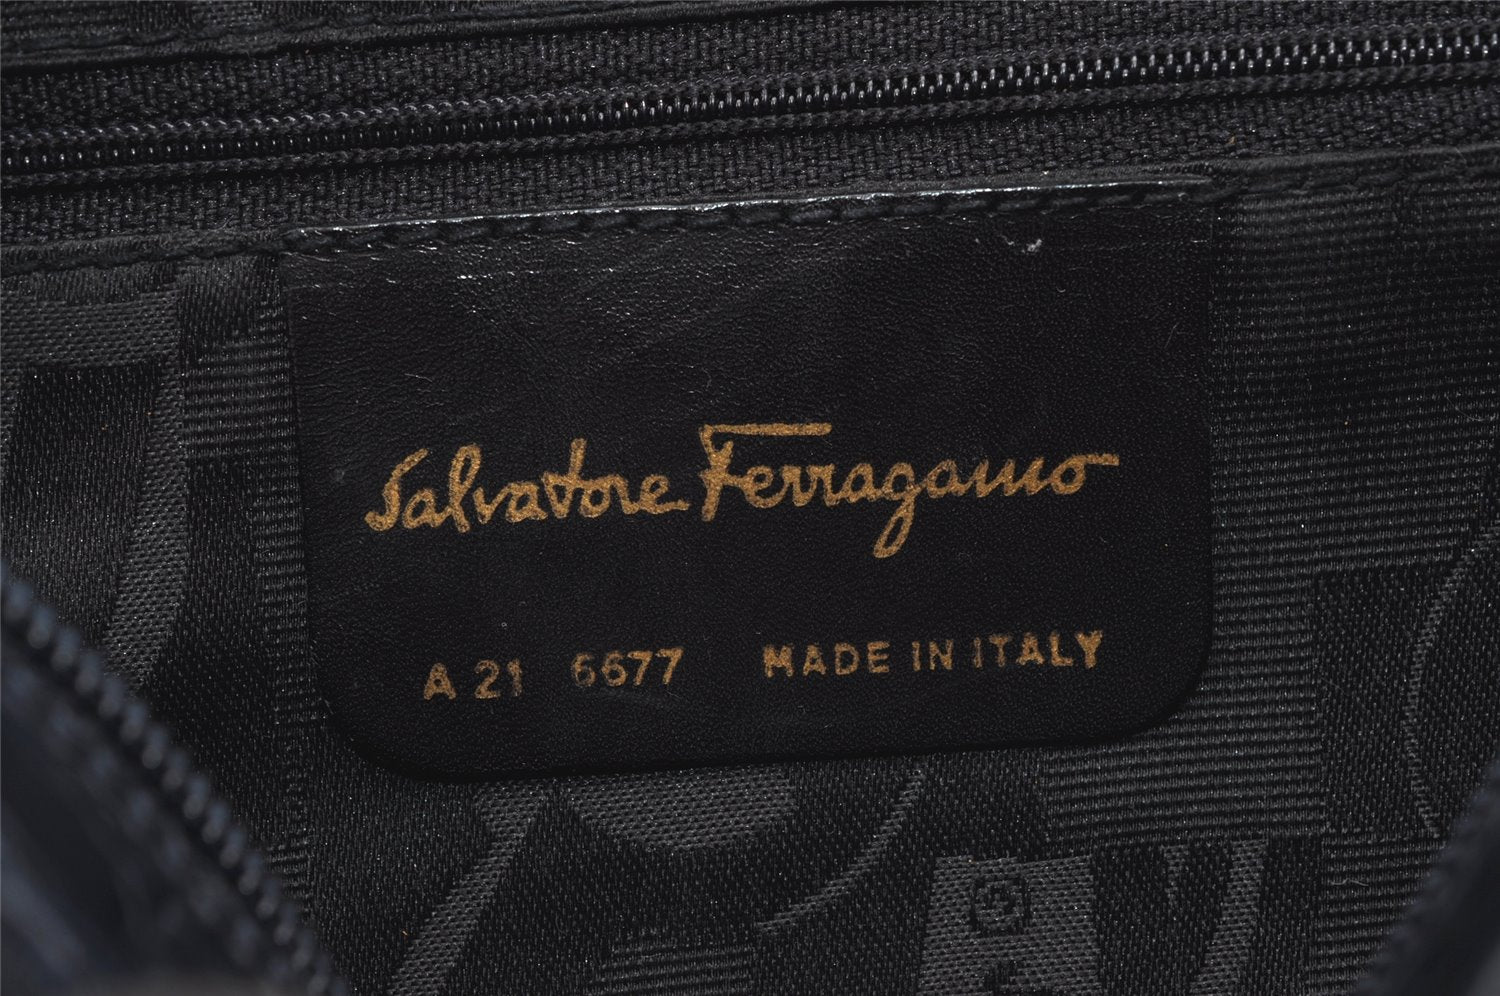 Salvatore Ferragamo
A 21 6677 MADE IN ITALY